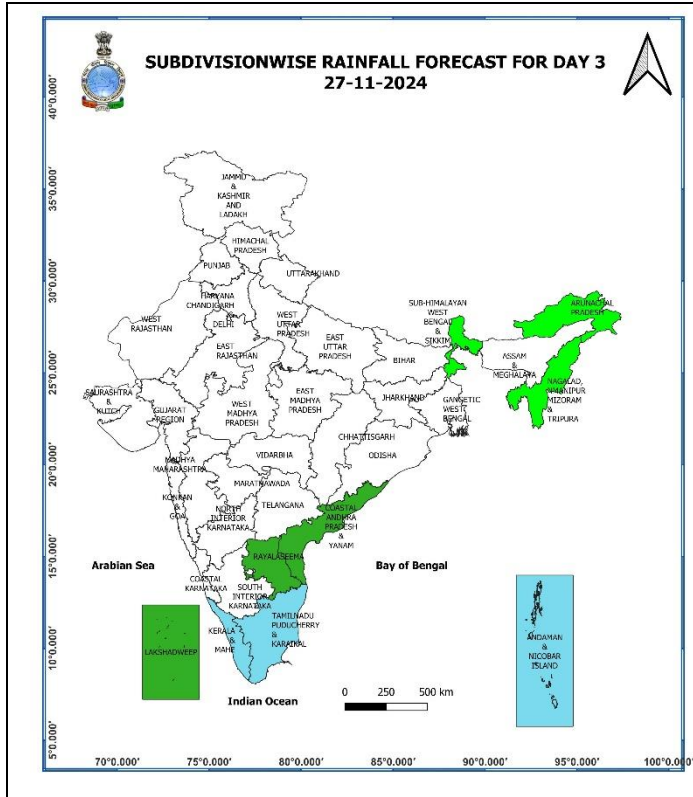 SUBDIVISIONWISE RAINFALL FORECAST FOR DAY 3
27-11-2024
40°0.000'
35°0.000'
30°0.000'
25°0.000'
20°0.000'
15°0.000'
10°0.000'
5°0.000'
JAMMU
&
KASHMIR
AND
LADAKH
HIMACHAL
PRADESH
PUNJAB
UTTARAKHAND
HARYANA
CHANDIGARH
&
DELHI
WEST
RAJASTHAN
WEST
UTTAR
PRADESH
EAST
RAJASTHAN
EAST
UTTAR
PRADESH
SUB-HIMALAYAN
WEST
BENGAL
&
SIKKIM
ARUNACHAL
PRADESH
BIHAR
ASSAM
&
MEGHALAYA
NAGALAD,
MANIPUR
MIZORAM
&
TRIPURA
SAURASHTRA
& KUTCH
GUJARAT
REGION
WEST
MADHYA
PRADESH
EAST
MADHYA
PRADESH
JHARKHAND
GANGETIC
WEST
BENGAL
CHHATTISGARH
ODISHA
VIDARBHA
MADHYA
MAHARASHTRA
MARATHAWADA
KONKAN
&
GOA
NORTH
INTERIOR
KARNATAKA
TELANGANA
COASTAL
ANDHRA
PRADESH
&
YANAM
RAYALASEEMA
Arabian Sea
Bay of Bengal
COASTAL
KARNATAKA
SOUTH
INTERIOR
KARNATAKA
TAMILNADU
PUDUCHERRY
&
KARAIKAL
KERALA
&
MAHE
LAKSHADWEEP
ANDAMAN
&
NICOBAR
ISLAND
Indian Ocean
0 250 500 km
70°0.000' 75°0.000' 80°0.000' 85°0.000' 90°0.000' 95°0.000' 100°0.000'